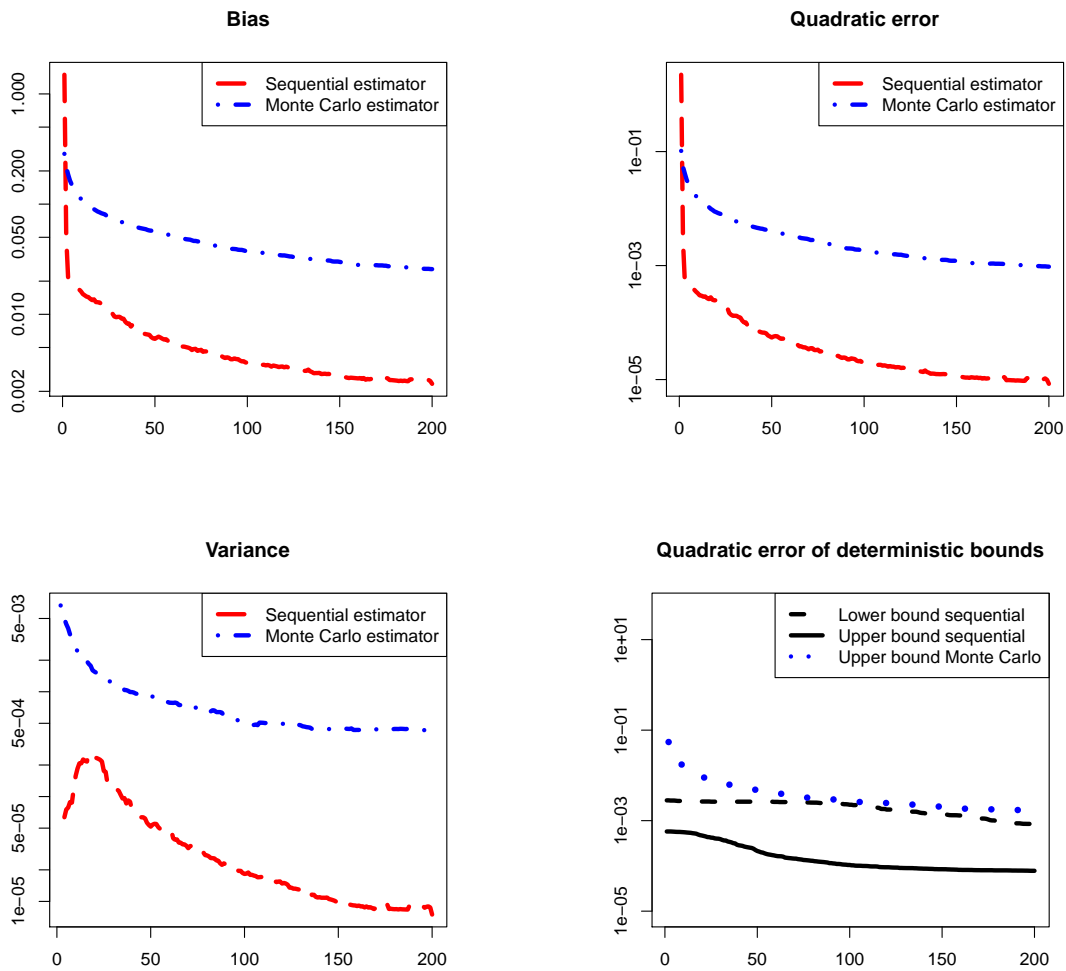 Bias
Sequential estimator
Monte Carlo estimator
1.000
0.200
0.050
0.010
0.002
0 50 100 150 200
Quadratic error
Sequential estimator
Monte Carlo estimator
1e−01
1e−03
1e−05
0 50 100 150 200
Variance
Sequential estimator
Monte Carlo estimator
5e−03
5e−04
5e−05
1e−05
0 50 100 150 200
Quadratic error of deterministic bounds
Lower bound sequential
Upper bound sequential
Upper bound Monte Carlo
1e+01
1e−01
1e−03
1e−05
0 50 100 150 200